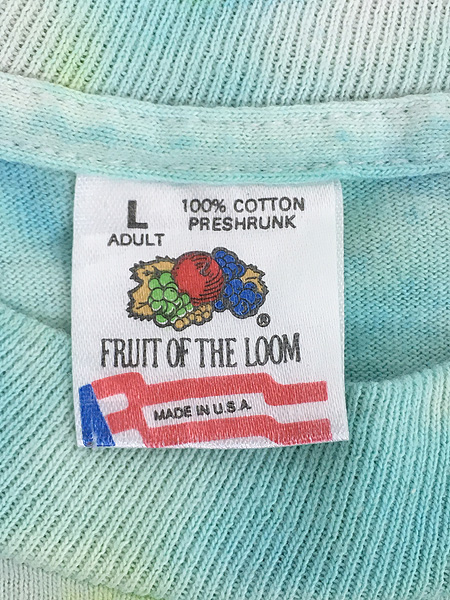 L
ADULT
100% COTTON
PRESHRUNK
®
FRUIT OF THE LOOM
MADE IN U.S.A.